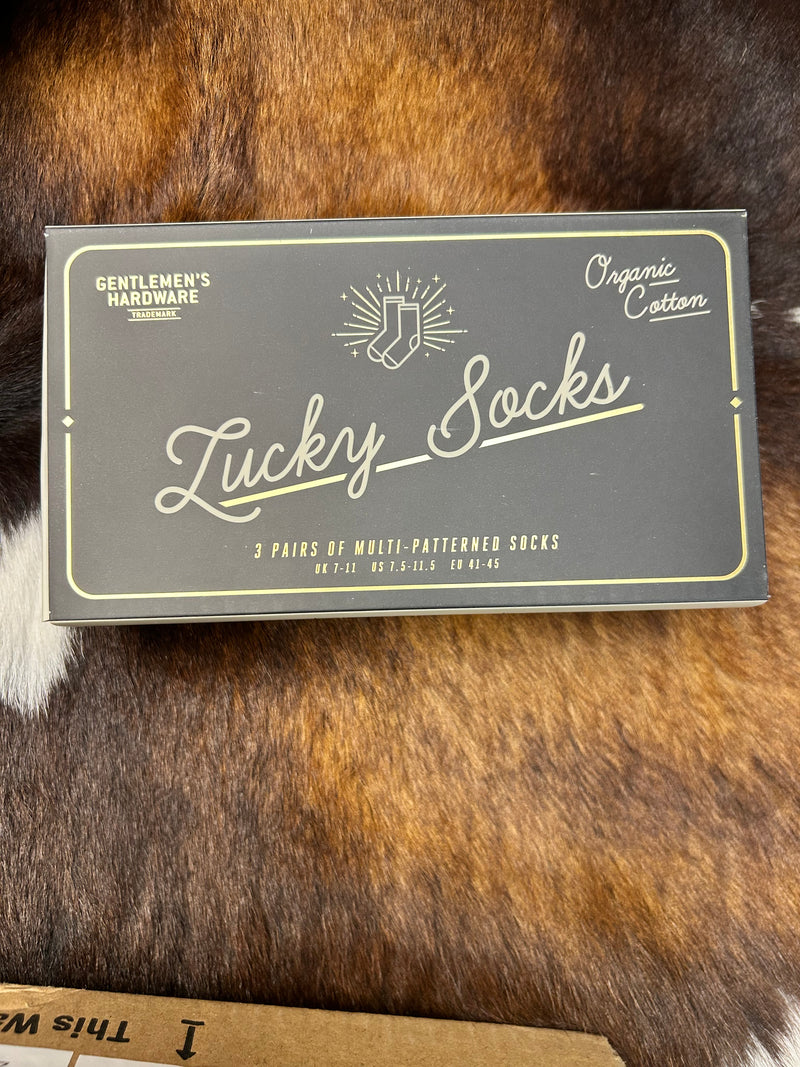 GENTLEMEN'S
HARDWARE
TRADEMARK
Organic
Cotton
Lucky Socks
3 PAIRS OF MULTI-PATTERNED SOCKS
UK 7-11 US 7.5-11.5 EU 41-45
This